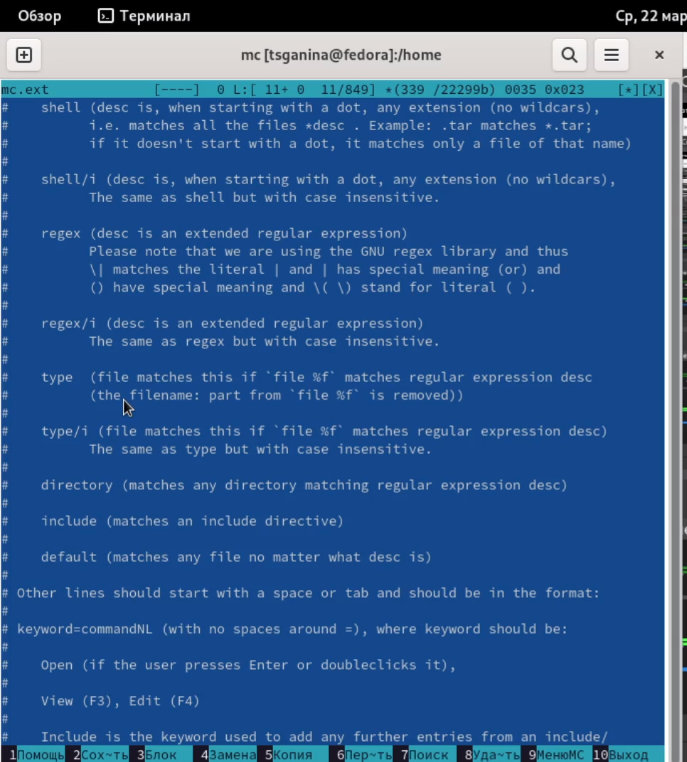 Обзор Терминал Ср, 22 мар
mc [tsganina@fedora]:/home ×
mc.ext [----] 0 L:[ 11+ 0 11/849] *(339 /22299b) 0035 0x023 [*][X]
# shell (desc is, when starting with a dot, any extension (no wildcars),
# i.e. matches all the files *desc . Example: .tar matches *.tar;
# if it doesn't start with a dot, it matches only a file of that name)
#
# shell/i (desc is, when starting with a dot, any extension (no wildcars),
# The same as shell but with case insensitive.
#
# regex (desc is an extended regular expression)
# Please note that we are using the GNU regex library and thus
# \| matches the literal | and | has special meaning (or) and
# () have special meaning and \( \) stand for literal ( ).
#
# regex/i (desc is an extended regular expression)
# The same as regex but with case insensitive.
#
# type (file matches this if `file %f` matches regular expression desc
# (the filename: part from `file %f` is removed))
#
# type/i (file matches this if `file %f` matches regular expression desc)
# The same as type but with case insensitive.
#
# directory (matches any directory matching regular expression desc)
#
# include (matches an include directive)
#
# default (matches any file no matter what desc is)
#
# Other lines should start with a space or tab and should be in the format:
#
# keyword=commandNL (with no spaces around =), where keyword should be:
#
# Open (if the user presses Enter or doubleclicks it),
#
# View (F3), Edit (F4)
#
# Include is the keyword used to add any further entries from an include/
1Помощь 2Сох~ть 3Блок 4Замена 5Копия 6Пер~ть 7Поиск 8Уда~ть 9МенюМС 10Выход